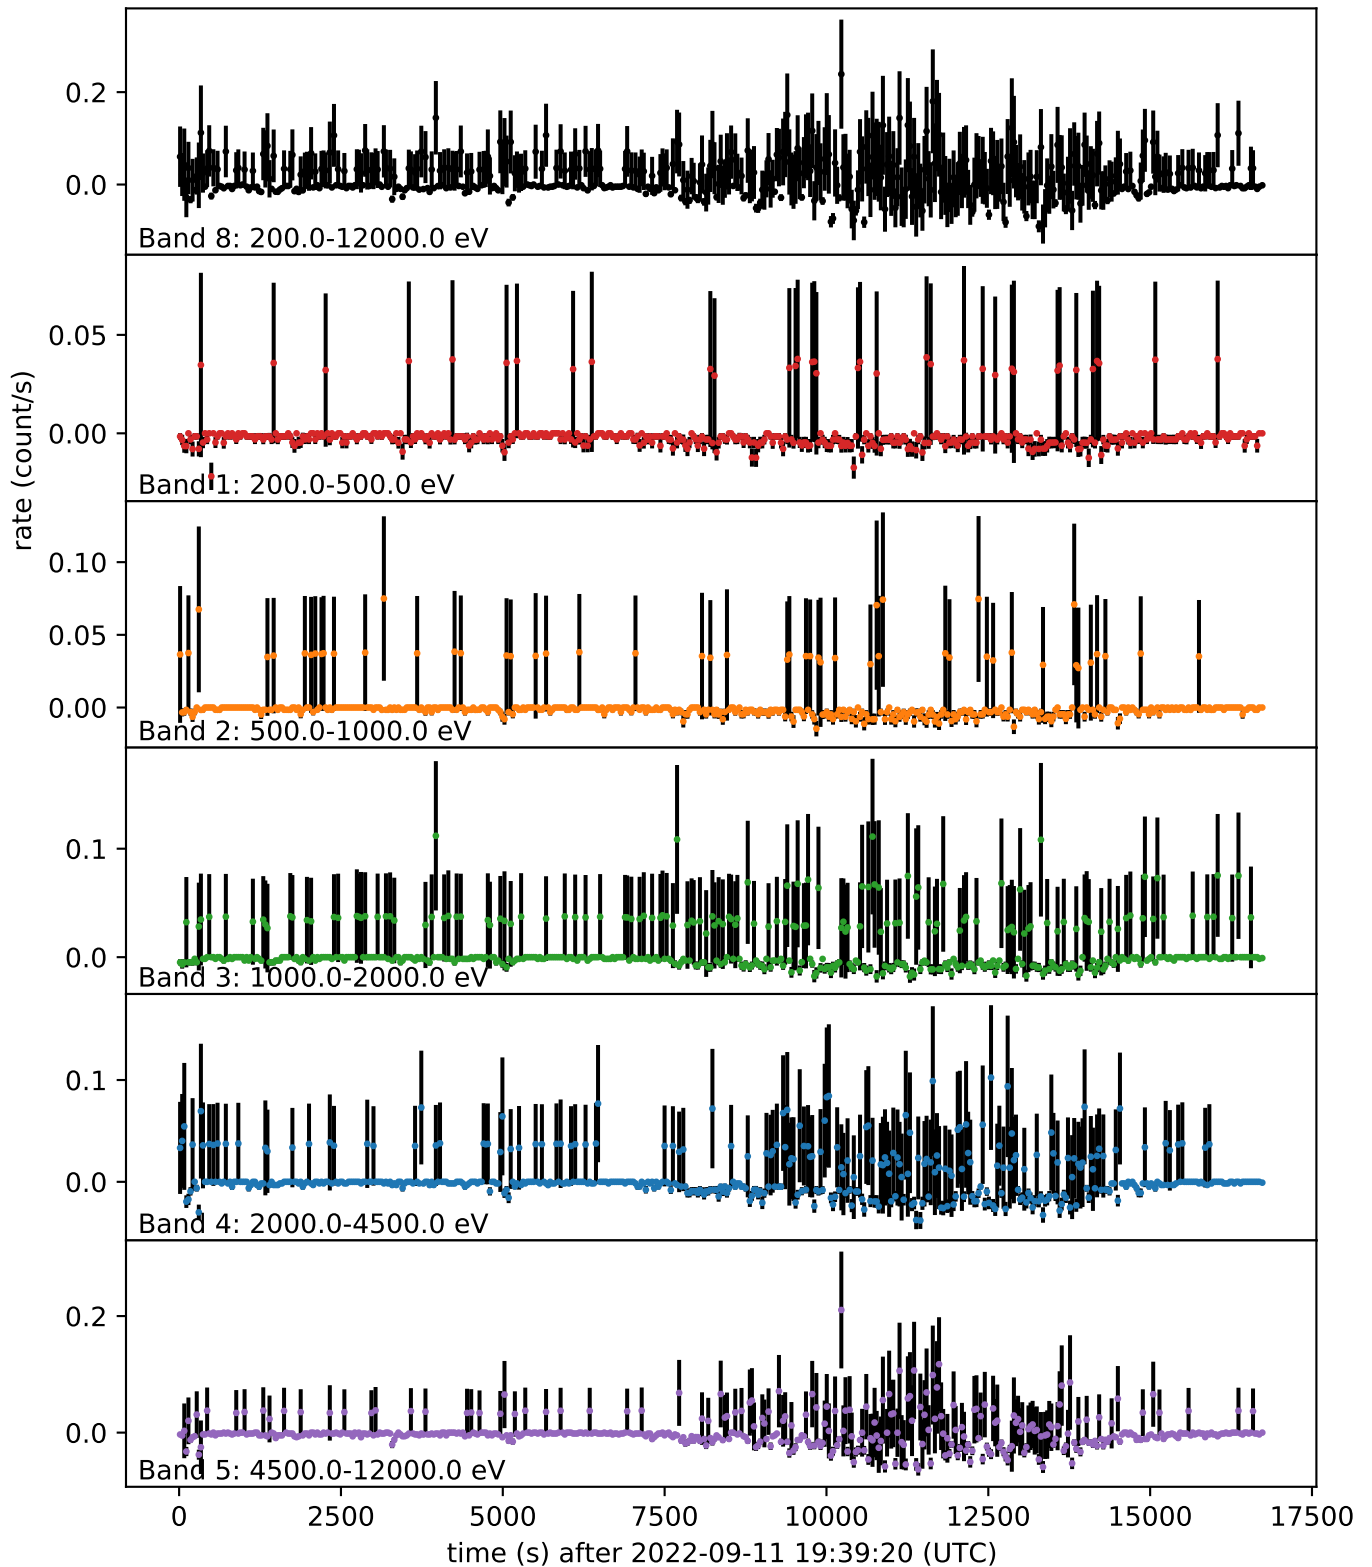 0.2
0.0
Band 8: 200.0-12000.0 eV
0.05
0.00
Band 1: 200.0-500.0 eV
rate (count/s)
0.10
0.05
0.00
Band 2: 500.0-1000.0 eV
0.1
0.0
Band 3: 1000.0-2000.0 eV
0.1
0.0
Band 4: 2000.0-4500.0 eV
0.2
0.0
Band 5: 4500.0-12000.0 eV
0 2500 5000 7500 10000 12500 15000 17500
time (s) after 2022-09-11 19:39:20 (UTC)